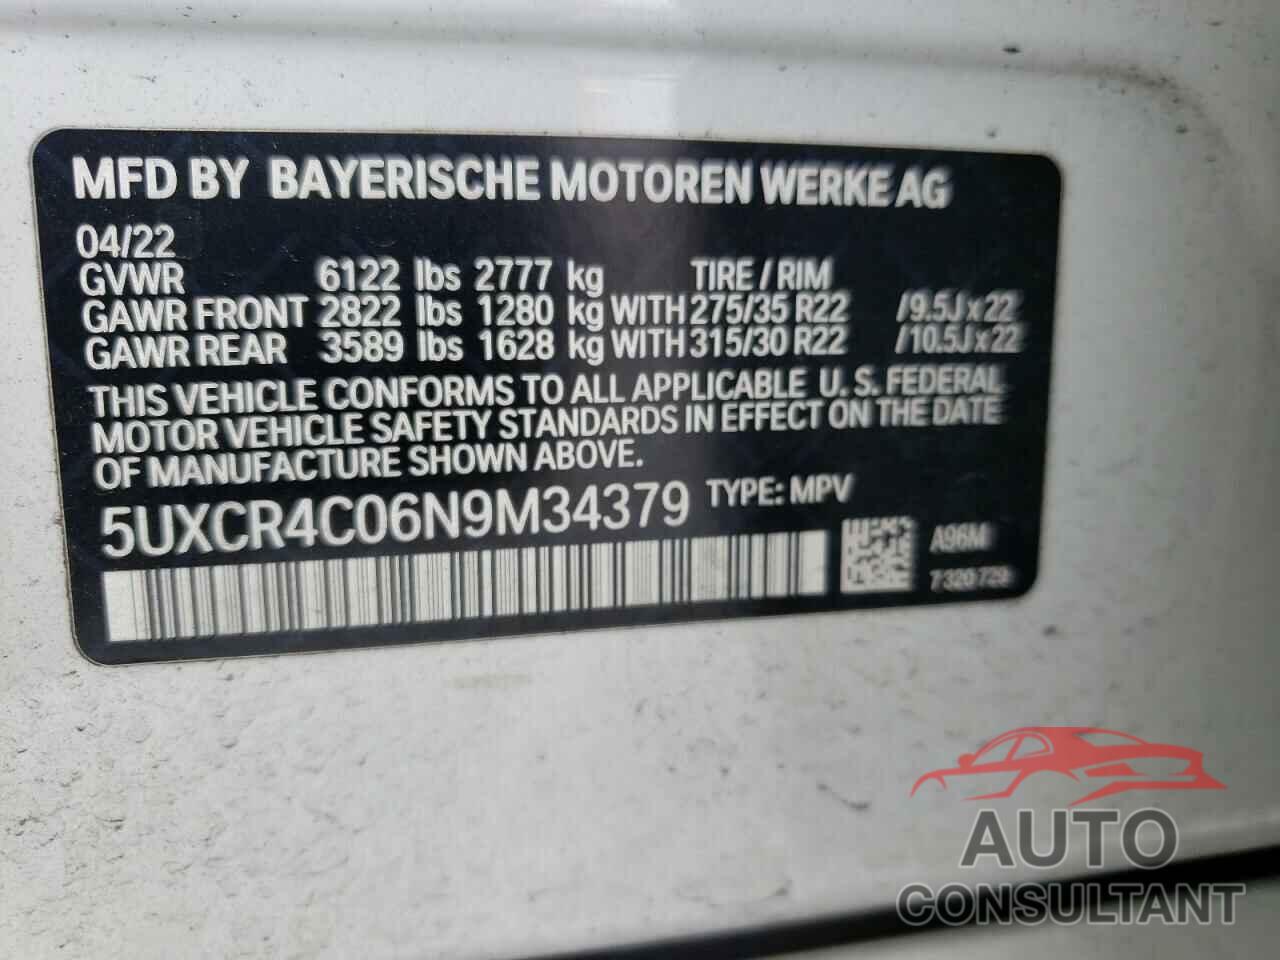 MFD BY BAYERISCHE MOTOREN WERKE AG
04/22
GVWR 6122 lbs 2777 kg TIRE / RIM
GAWR FRONT 2822 lbs 1280 kg WITH 275/35 R22 /9.5J x 22
GAWR REAR 3589 lbs 1628 kg WITH 315/30 R22 /10.5J x 22
THIS VEHICLE CONFORMS TO ALL APPLICABLE U. S. FEDERAL
MOTOR VEHICLE SAFETY STANDARDS IN EFFECT ON THE DATE
OF MANUFACTURE SHOWN ABOVE.
5UXCR4C06N9M34379 TYPE: MPV
A96M
7 320 729
AUTO
CONSULTANT